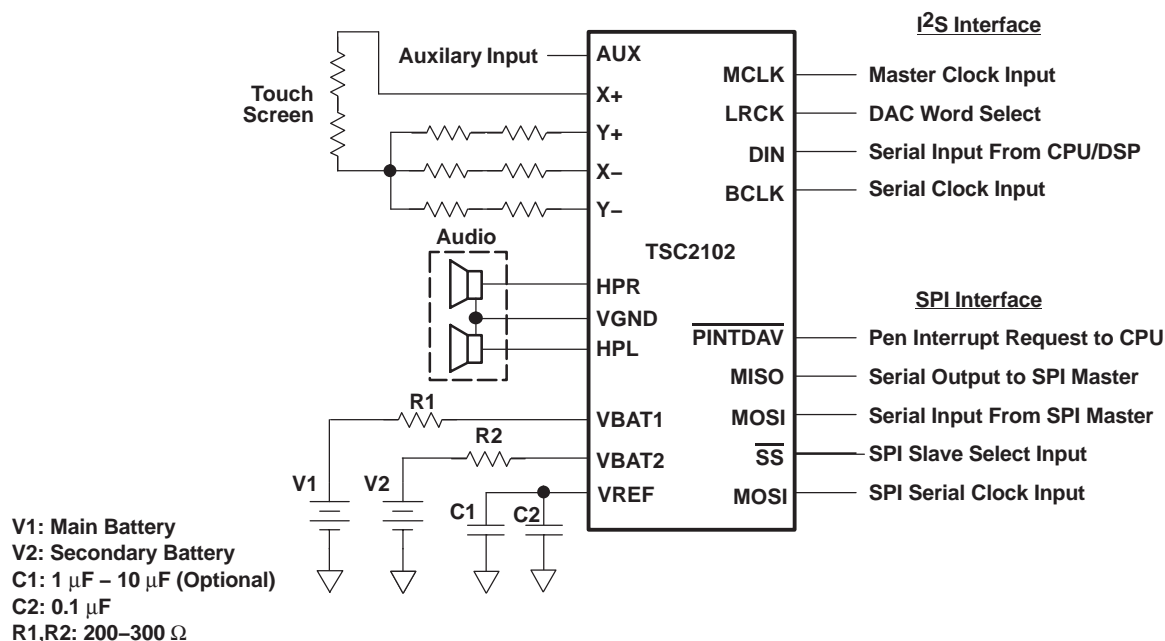 I2S Interface
AUX
Auxilary Input
MCLK
Master Clock Input
X+
Touch
Screen
LRCK
DAC Word Select
Y+
DIN
Serial Input From CPU/DSP
X–
BCLK
Serial Clock Input
Y–
Audio
TSC2102
HPR
SPI Interface
VGND
PINTDAV
Pen Interrupt Request to CPU
HPL
MISO
Serial Output to SPI Master
R1
VBAT1
MOSI
Serial Input From SPI Master
R2
VBAT2
SS
SPI Slave Select Input
V1
V2
VREF
MOSI
SPI Serial Clock Input
C1
C2
V1: Main Battery
V2: Secondary Battery
C1: 1 μF – 10 μF (Optional)
C2: 0.1 μF
R1,R2: 200–300 Ω